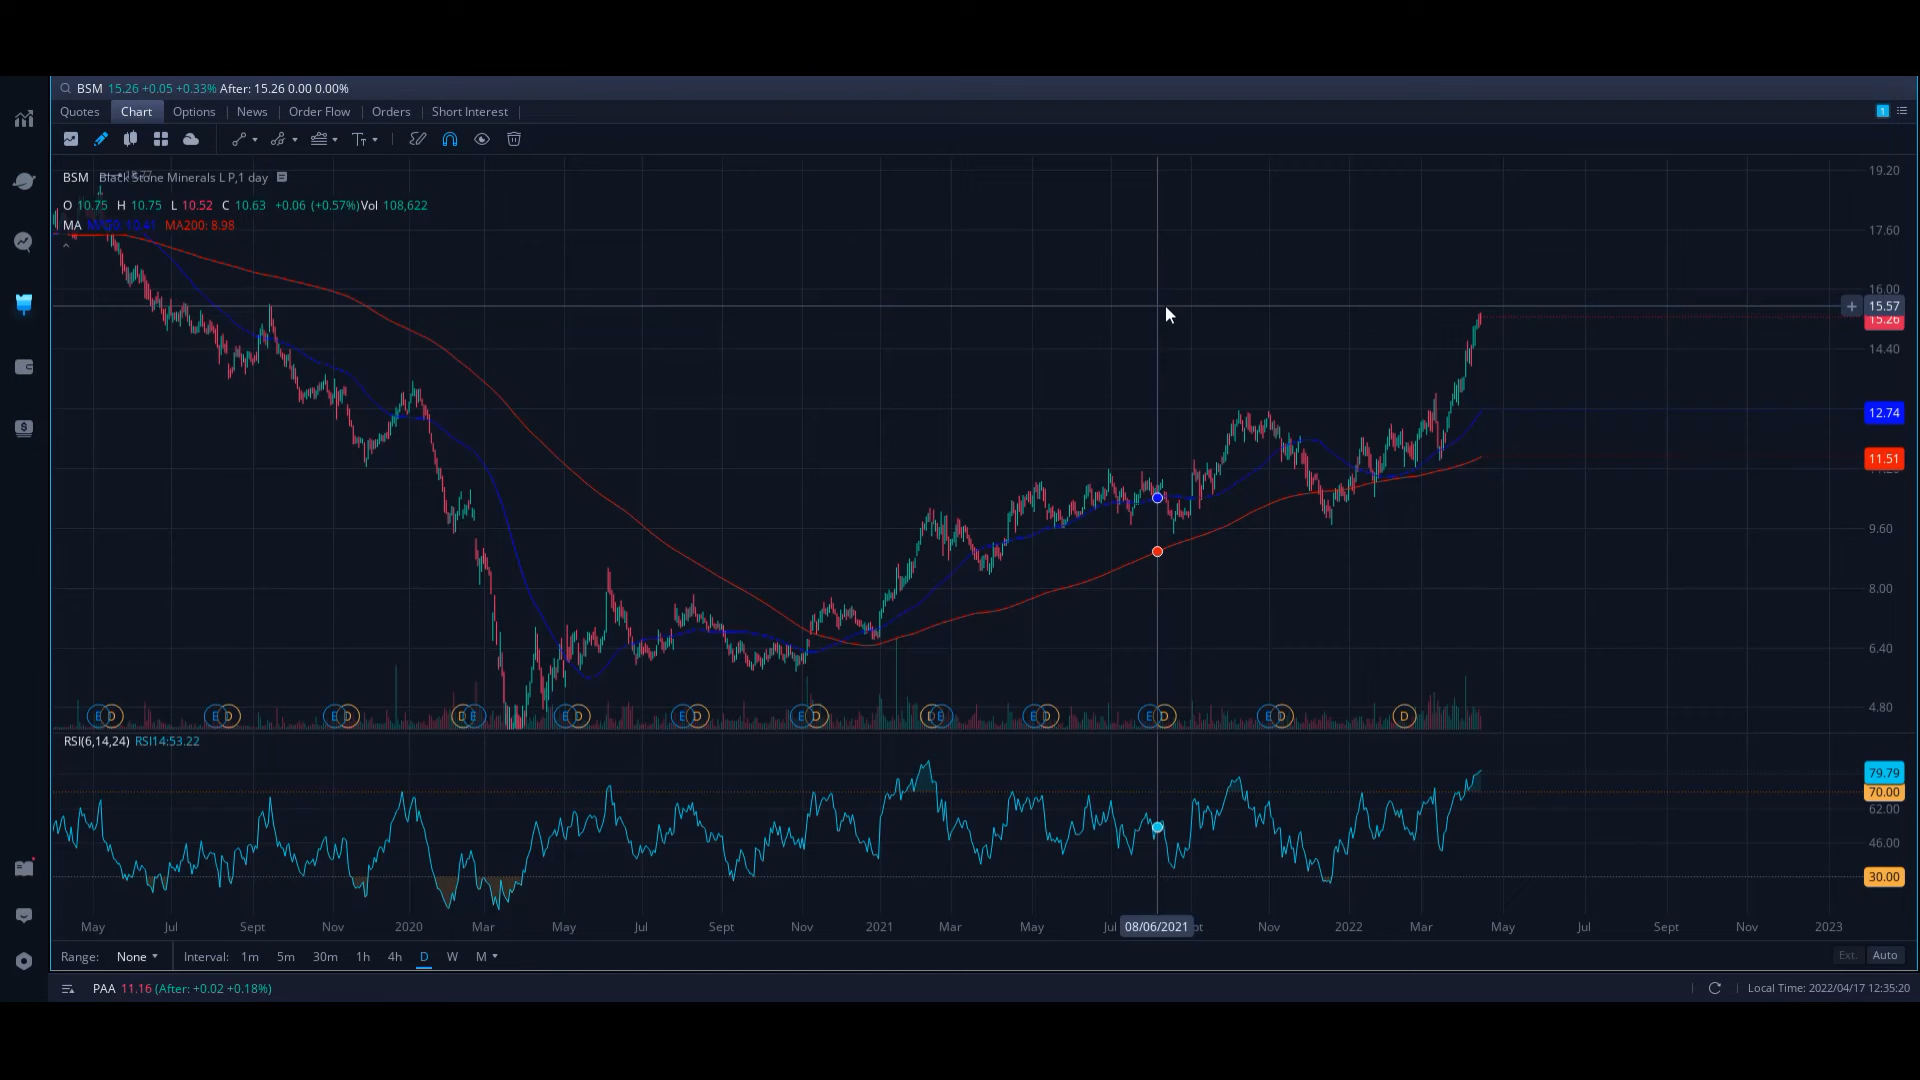 BSM 15.26 +0.05 +0.33% After: 15.26 0.00 0.00%
Quotes Chart Options News Order Flow Orders Short Interest
1
BSM Black Stone Minerals L P,1 day
O 10.75 H 10.75 L 10.52 C 10.63 +0.06 (+0.57%) Vol 108,622
MA MA50: 10.41 MA200: 8.98
19.20
17.60
16.00
15.57
15.26
14.40
12.74
11.51
9.60
8.00
6.40
4.80
E D E D E D D E E D E D E D D E E D E D E D D
RSI(6,14,24) RSI14:53.22
79.79
70.00
62.00
46.00
30.00
May Jul Sept Nov 2020 Mar May Jul Sept Nov 2021 Mar May Jul 08/06/2021 pt Nov 2022 Mar May Jul Sept Nov 2023
Range: None Interval: 1m 5m 30m 1h 4h D W M Ext. Auto
PAA 11.16 (After: +0.02 +0.18%) Local Time: 2022/04/17 12:35:20